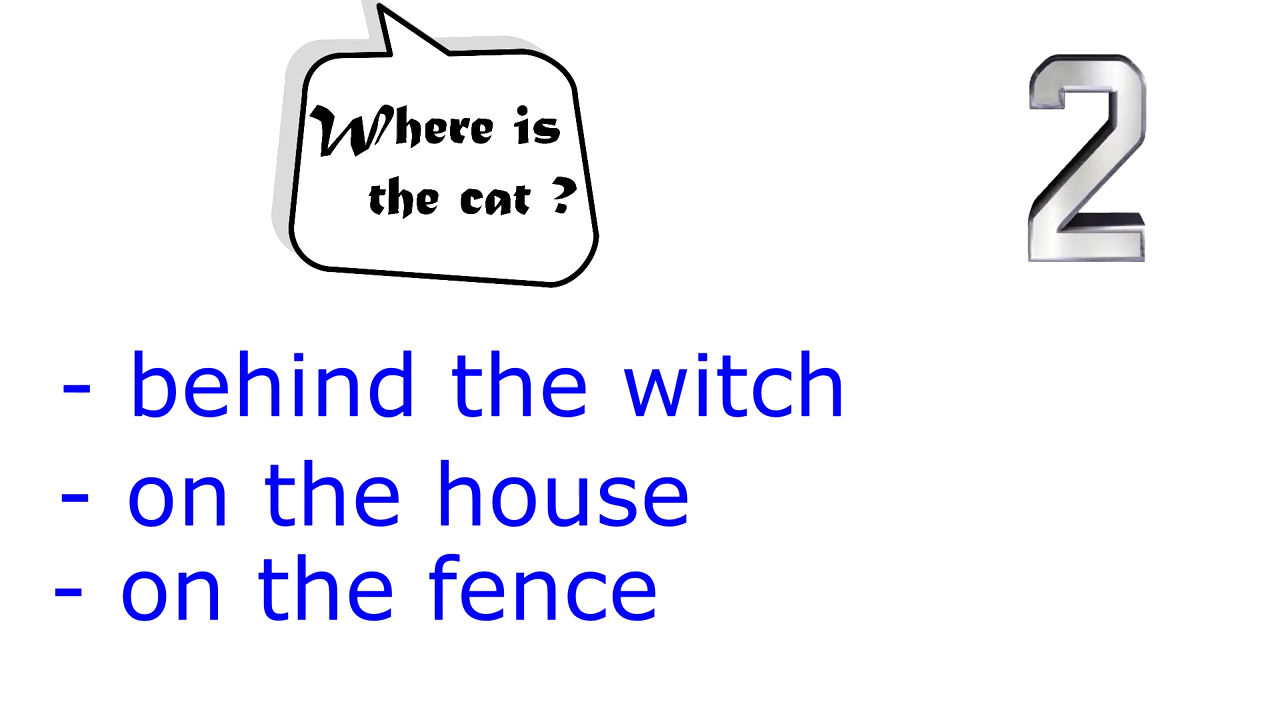 Where is
the cat ?
2
- behind the witch
- on the house
- on the fence